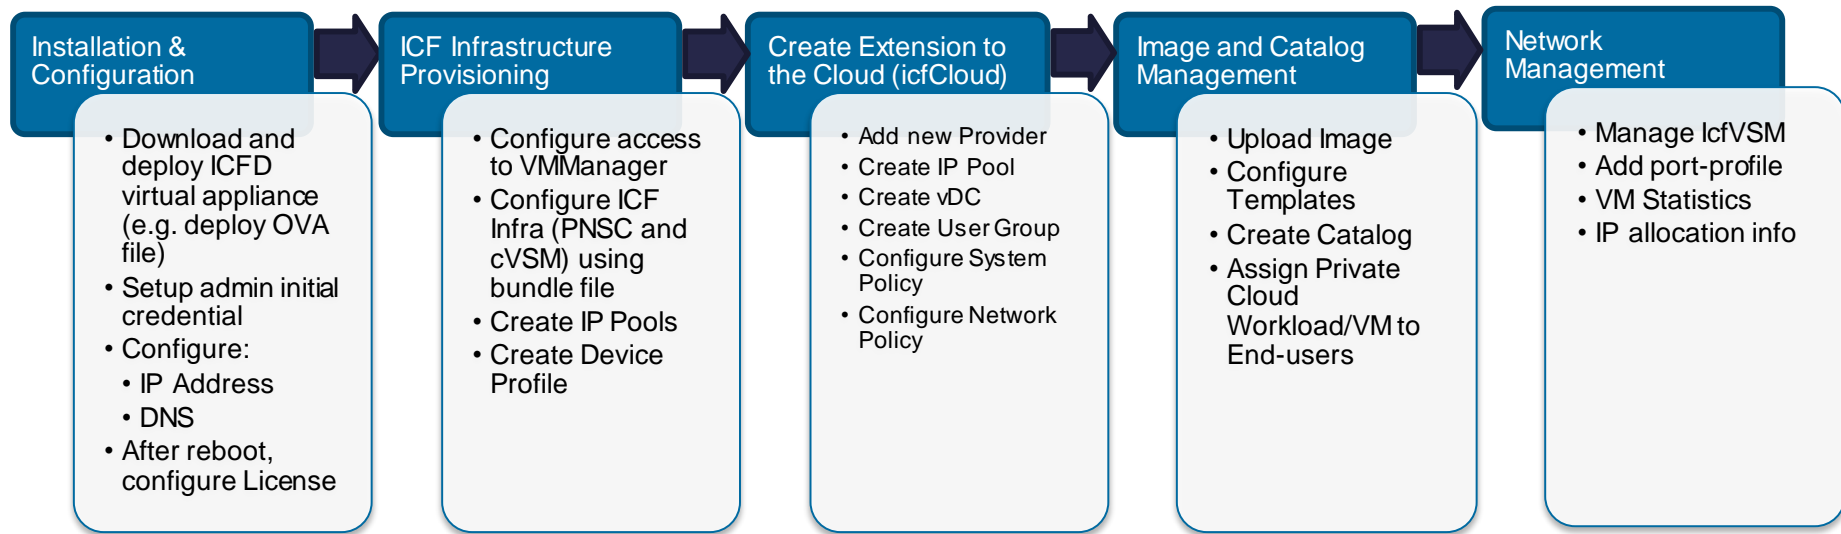 Installation &
Configuration
• Download and
deploy ICFD
virtual appliance
(e.g. deploy OVA
file)
• Setup admin initial
credential
• Configure:
• IP Address
• DNS
• After reboot,
configure License
ICF Infrastructure
Provisioning
• Configure access
to VMManager
• Configure ICF
Infra (PNSC and
cVSM) using
bundle file
• Create IP Pools
• Create Device
Profile
Create Extension to
the Cloud (icfCloud)
• Add new Provider
• Create IP Pool
• Create vDC
• Create User Group
• Configure System
Policy
• Configure Network
Policy
Image and Catalog
Management
• Upload Image
• Configure
Templates
• Create Catalog
• Assign Private
Cloud
Workload/VM to
End-users
Network
Management
• Manage IcfVSM
• Add port-profile
• VM Statistics
• IP allocation info